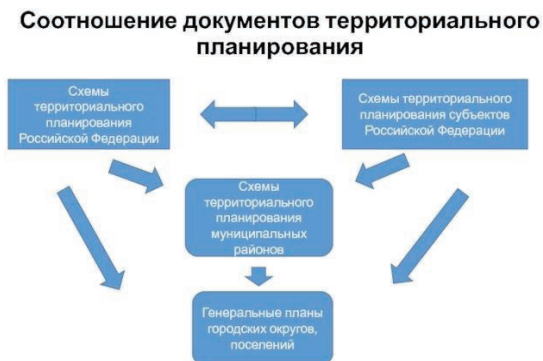 Соотношение документов территориального
планирования
Схемы
территориального
планирования
Российской Федерации
Схемы территориального
планирования субъектов
Российской Федерации
Схемы
территориального
планирования
муниципальных
районов
Генеральные планы
городских округов,
поселений